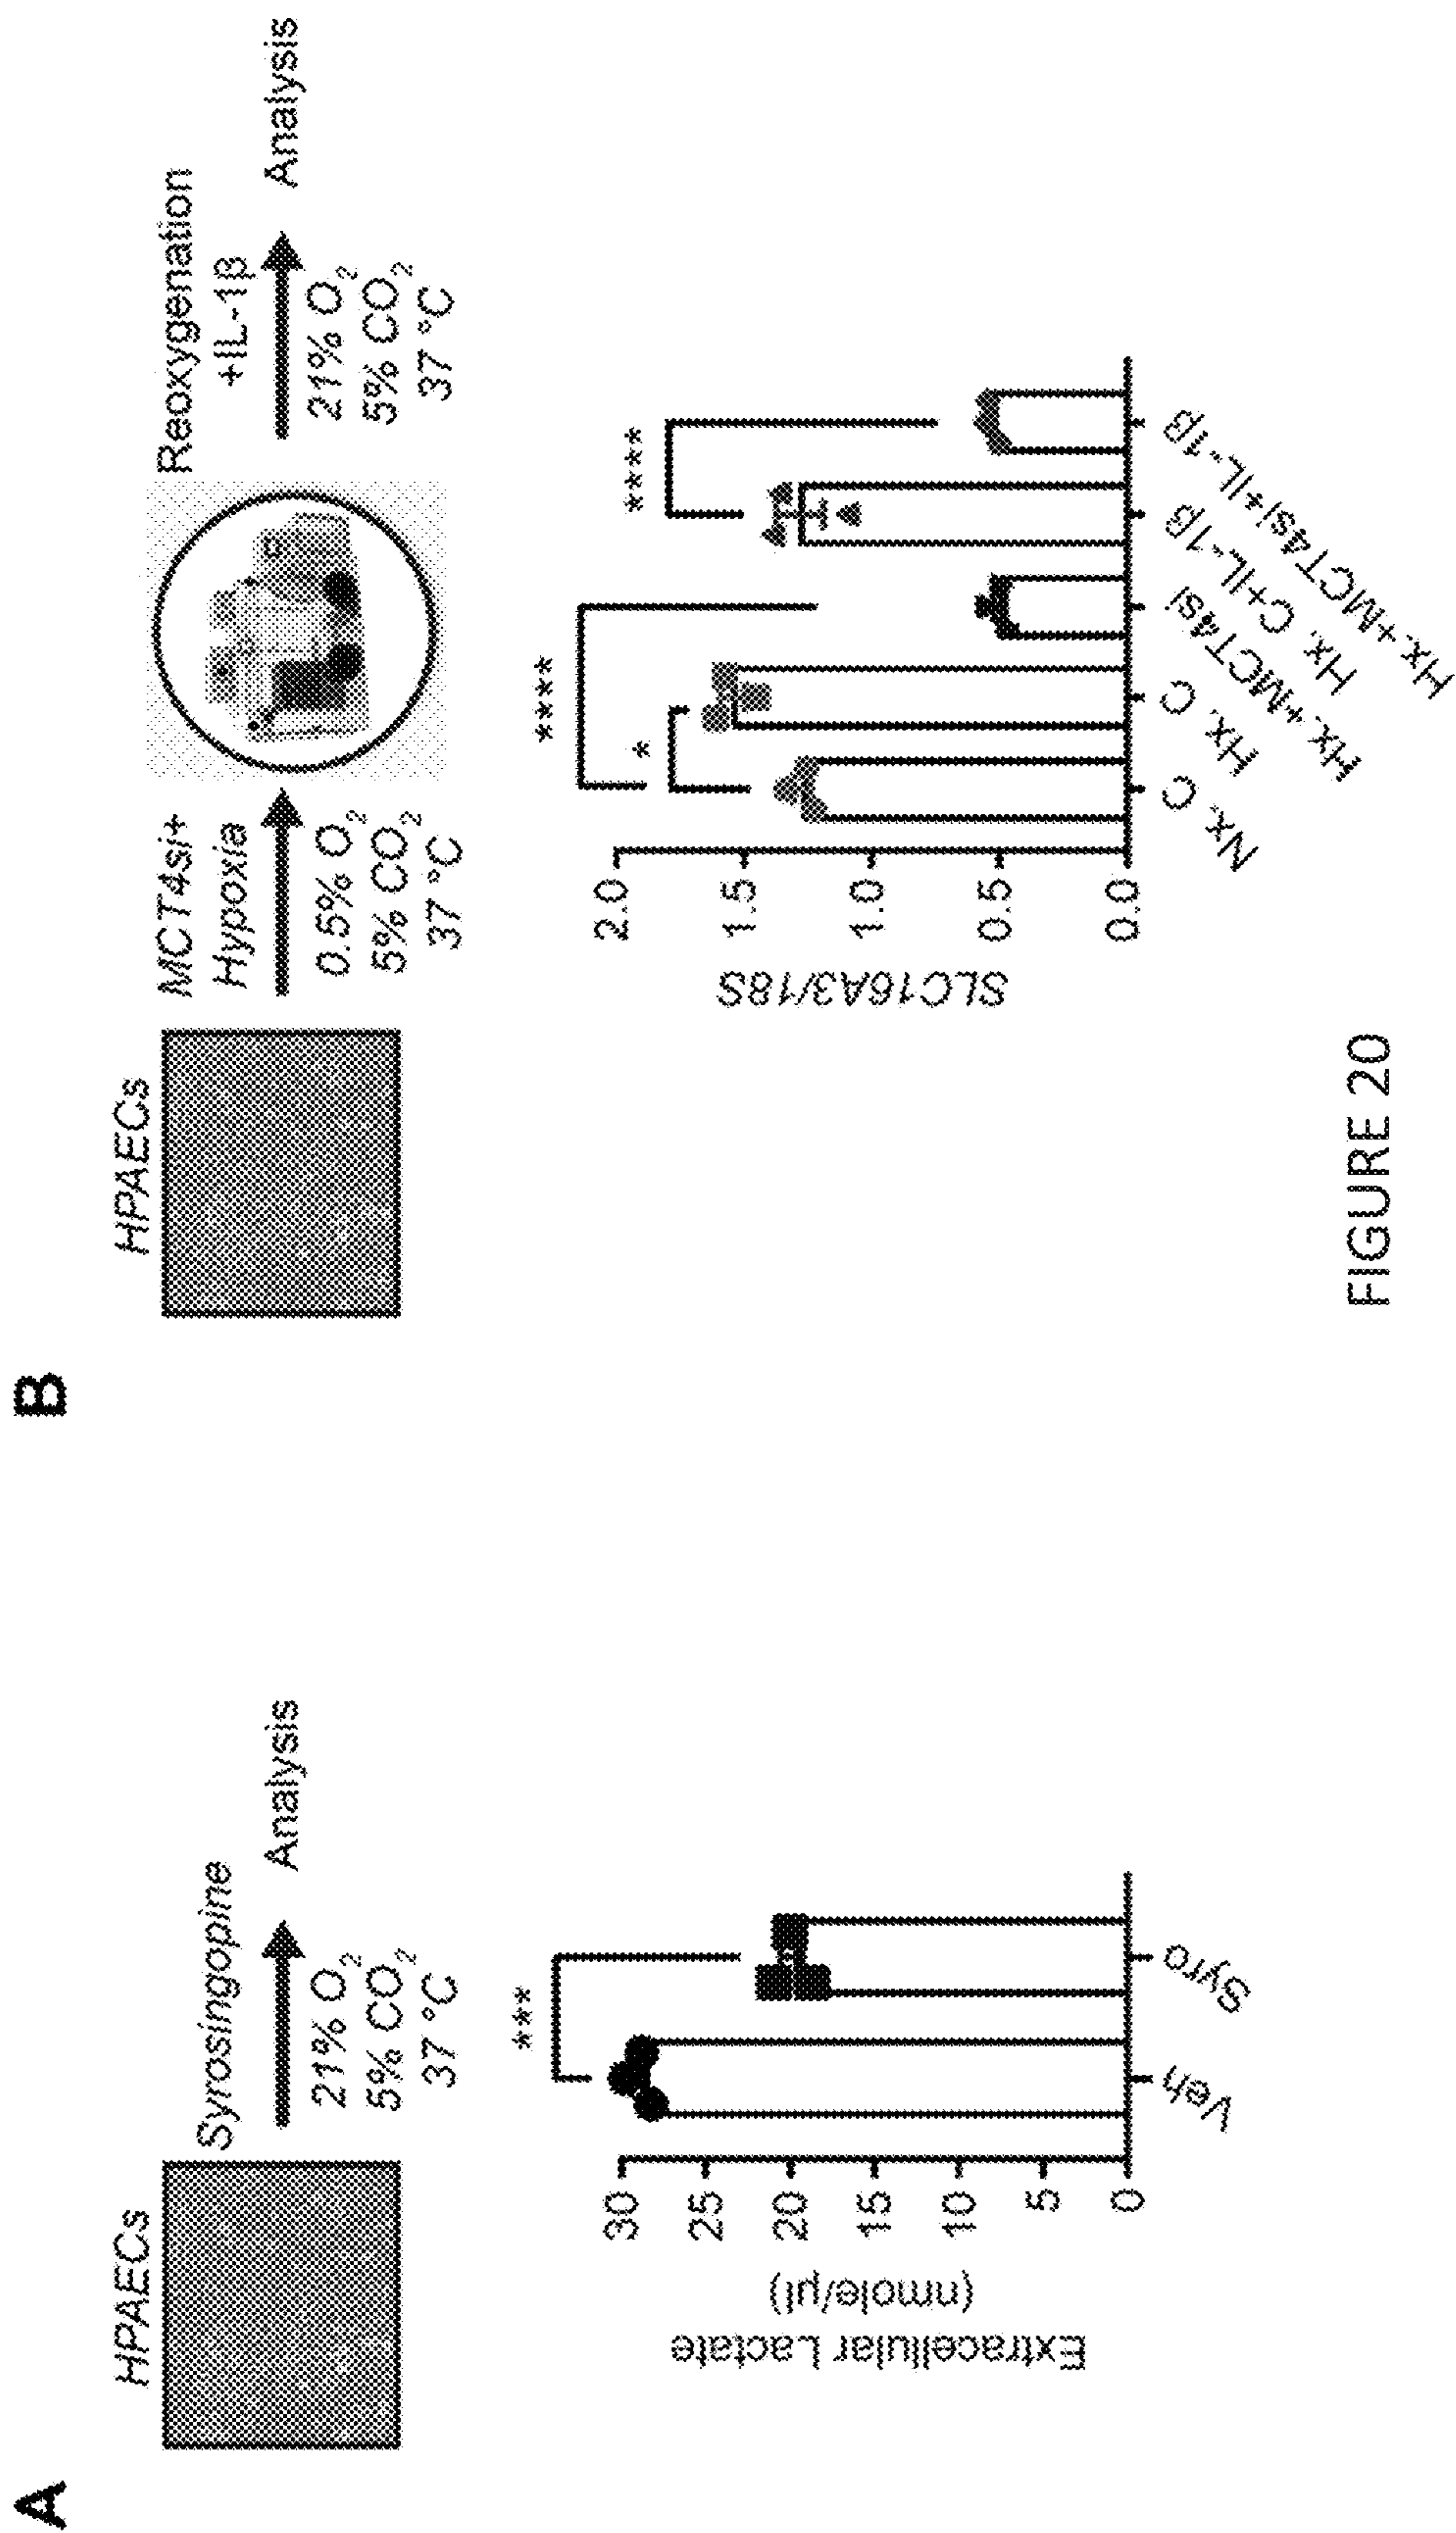 A
HPAECs
Syrosingopine
Analysis
21% O2
5% CO2
37 °C
Extracellular Lactate
(nmole/µl)
30
25
20
15
10
5
0
***
Veh
Syro
B
HPAECs
MCT4si+
Hypoxia
0.5% O2
5% CO2
37 °C
Reoxygenation
+IL-1β
21% O2
5% CO2
37 °C
Analysis
SLC16A3/18S
2.0
1.5
1.0
0.5
0.0
****
*
****
Nx. C
Hx. C
Hx.+MCT4si
Hx. C+IL-1β
Hx.+MCT4si+IL-1β
FIGURE 20